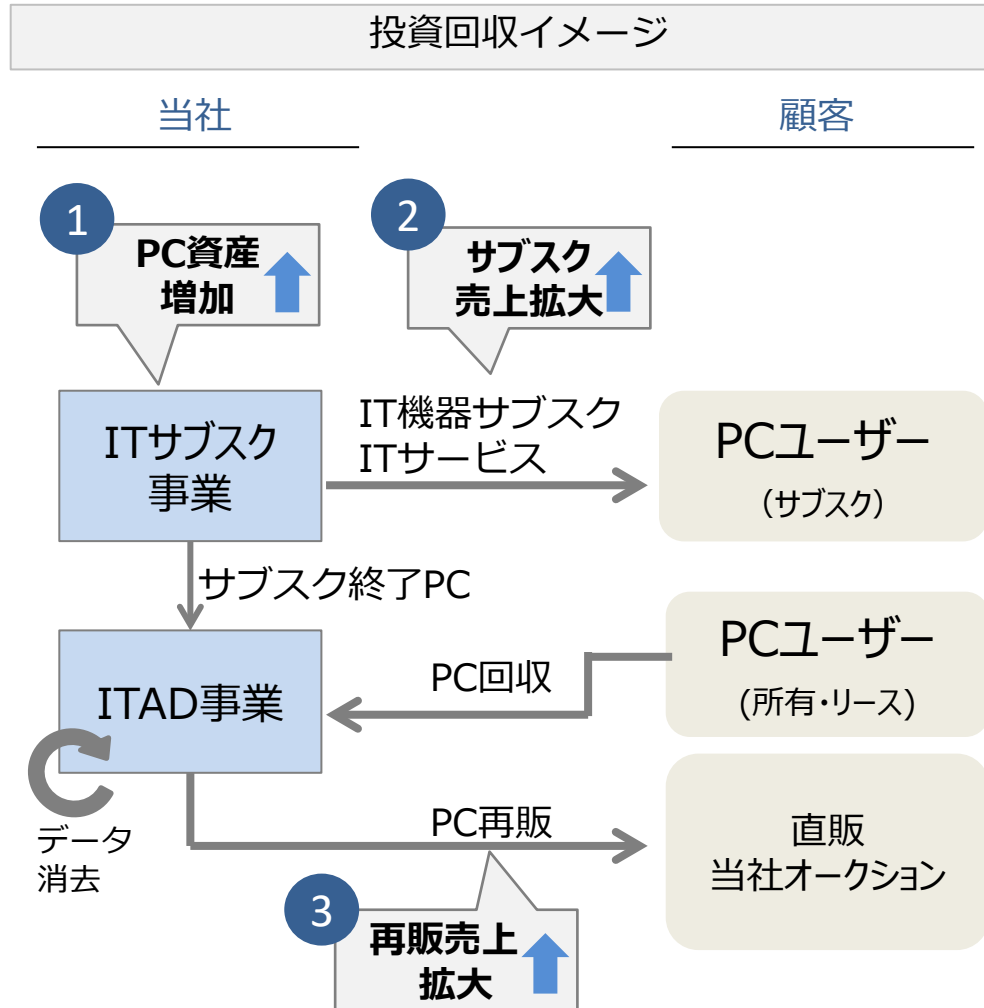 投資回収イメージ
当社
顧客
1
PC資産
増加
2
サブスク
売上拡大
ITサブスク
事業
IT機器サブスク
ITサービス
PCユーザー
（サブスク）
サブスク終了PC
PCユーザー
(所有・リース)
PC回収
ITAD事業
データ
消去
PC再販
直販
当社オークション
3
再販売上
拡大